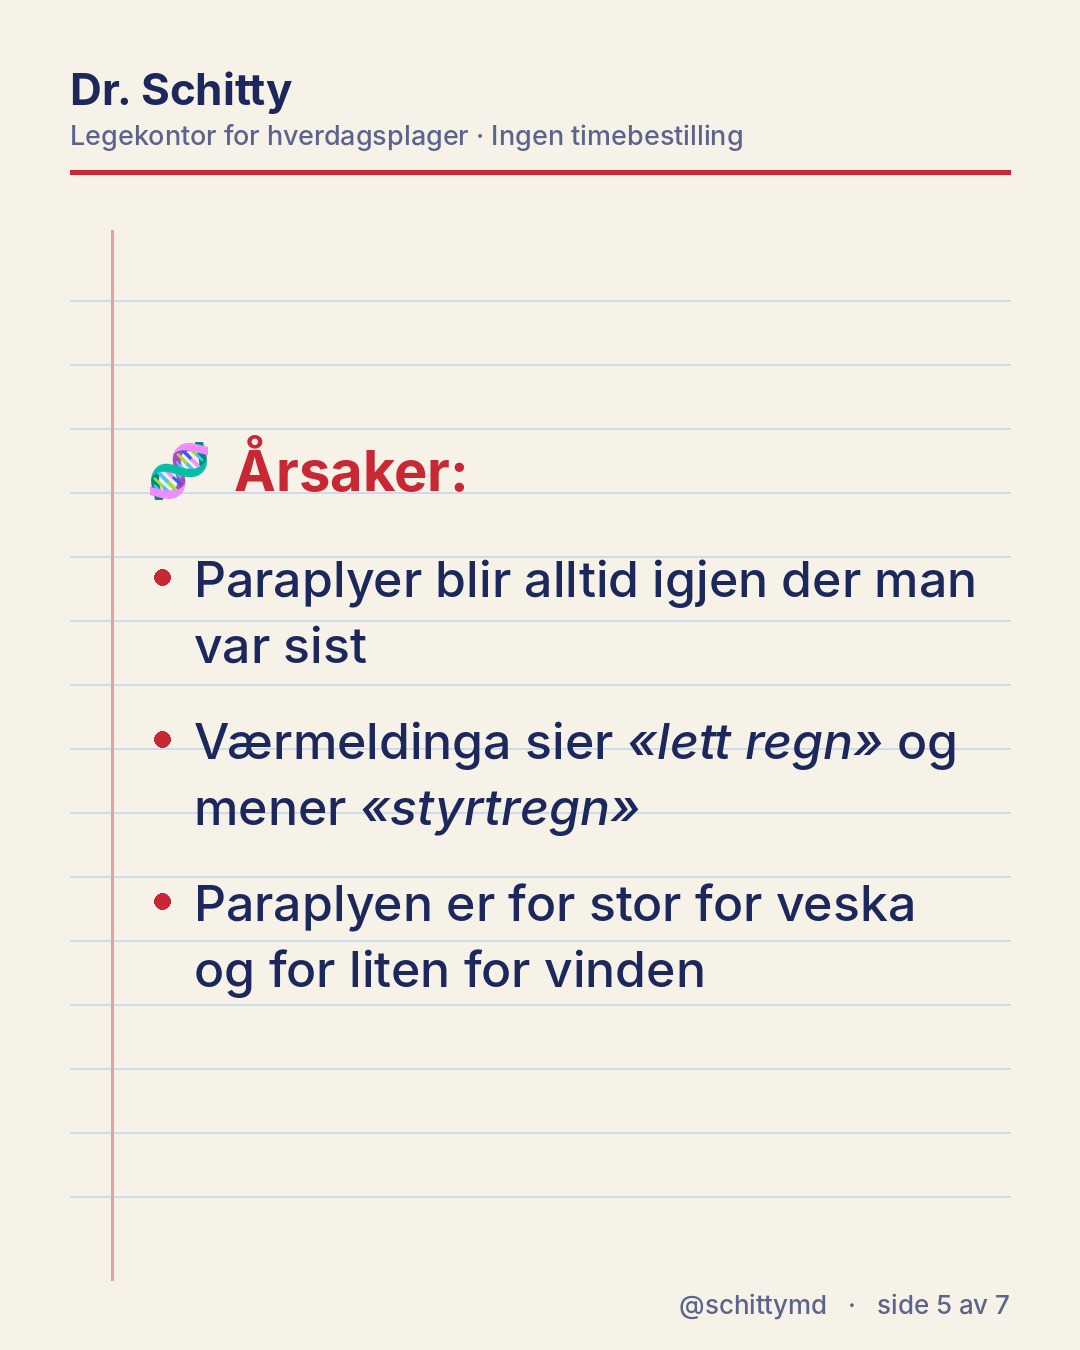 Dr. Schitty
Legekontor for hverdagsplager · Ingen timebestilling
🧬 Årsaker:
• Paraplyer blir alltid igjen der man
var sist
• Værmeldinga sier «lett regn» og
mener «styrtregn»
• Paraplyen er for stor for veska
og for liten for vinden
@schittymd · side 5 av 7